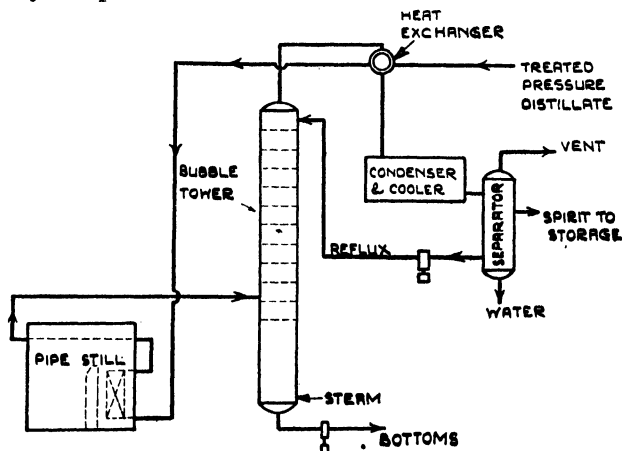 HEAT
EXCHANGER
TREATED
PRESSURE
DISTILLATE
VENT
BUBBLE
TOWER
CONDENSER
& COOLER
SEPARATOR
SPIRIT TO
STORAGE
REFLUX
WATER
PIPE STILL
STEAM
BOTTOMS